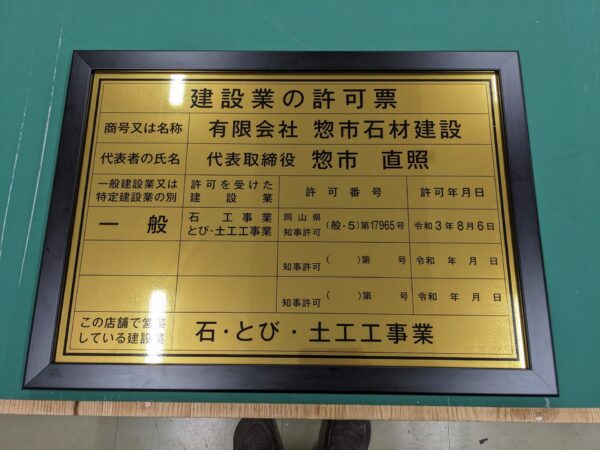 建設業の許可票
商号又は名称 有限会社 惣市石材建設
代表者の氏名 代表取締役 惣市 直照
一般建設業又は特定建設業の別 許可を受けた建設業 許可番号 許可年月日
一般 石工事業 とび・土工工事業 岡山県知事許可 (般-5)第17965号 令和3年8月6日
知事許可 ( )第 号 令和 年 月 日
知事許可 ( )第 号 令和 年 月 日
この店舗で営業している建設業 石・とび・土工工事業